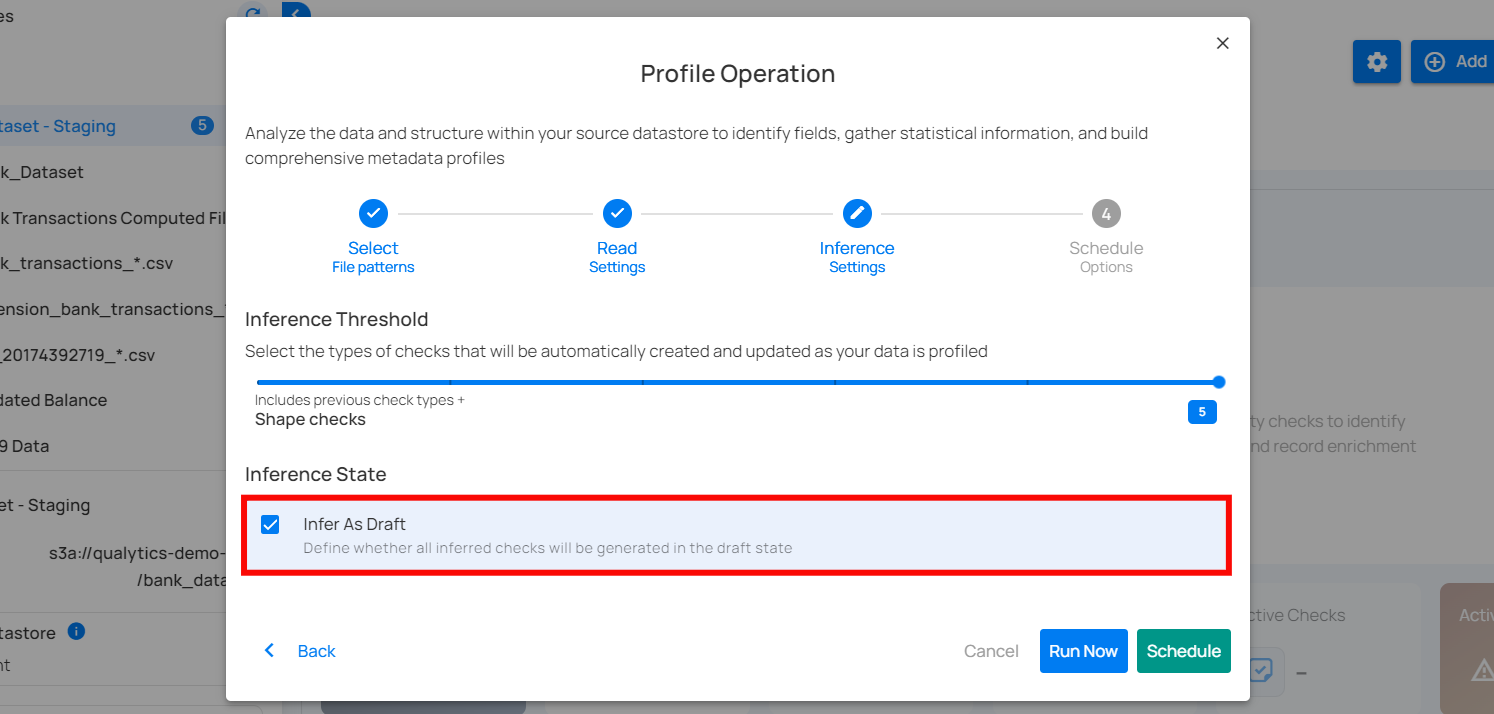 es
Add
taset - Staging
5
k_Dataset
k Transactions Computed Fil
k_transactions_*.csv
ension_bank_transactions_*
_20174392719_*.csv
dated Balance
9 Data
et - Staging
s3a://qualytics-demo-
/bank_data
tastore
nt
Profile Operation
Analyze the data and structure within your source datastore to identify fields, gather statistical information, and build
comprehensive metadata profiles
Select
File patterns
Read
Settings
Inference
Settings
4
Schedule
Options
Inference Threshold
Select the types of checks that will be automatically created and updated as your data is profiled
Includes previous check types +
Shape checks
5
Inference State
Infer As Draft
Define whether all inferred checks will be generated in the draft state
Back
Cancel
Run Now
Schedule
ty checks to identify
nd record enrichment
ctive Checks
–
Activ